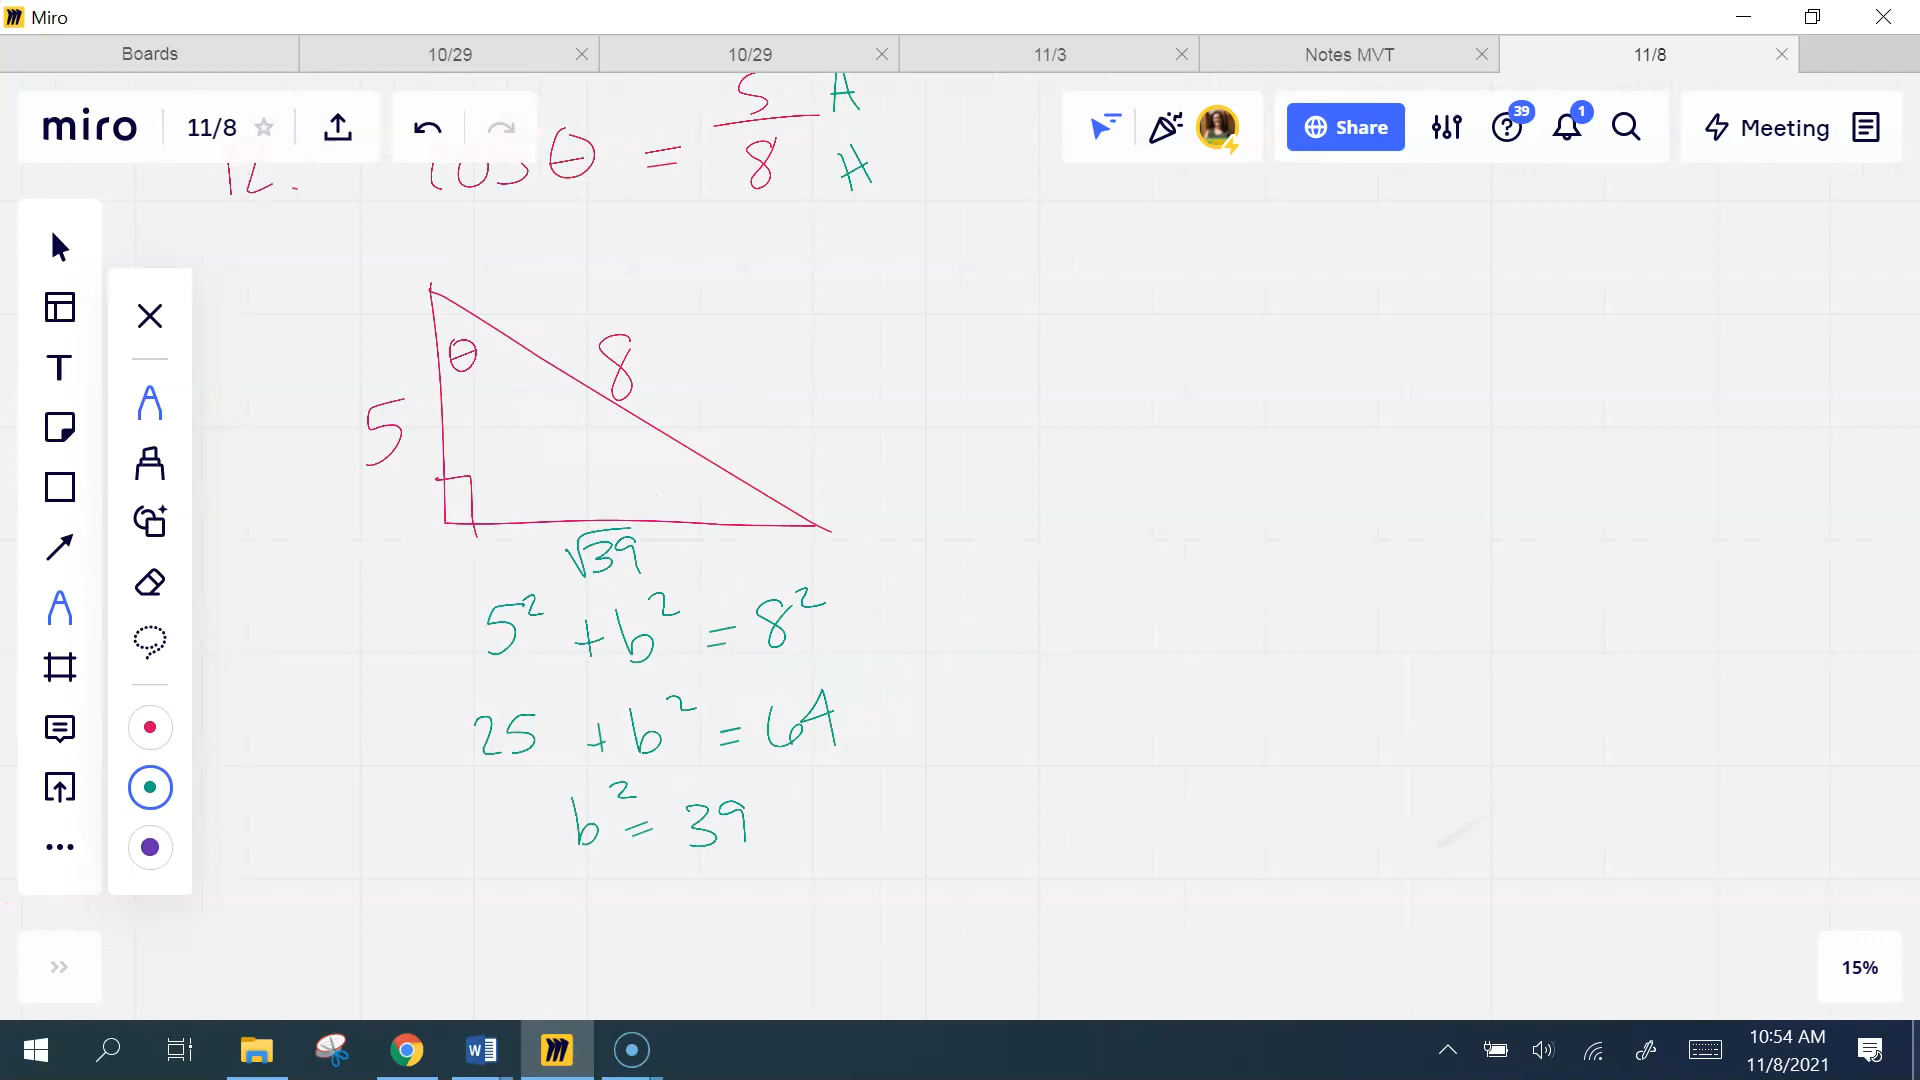 Miro
Boards 10/29 10/29 11/3 Notes MVT 11/8
miro 11/8 Share 39 1 Meeting
12. cos θ = 5/8 A H
T
θ
8
5
√39
5² + b² = 8²
25 + b² = 64
b² = 39
15%
10:54 AM
11/8/2021